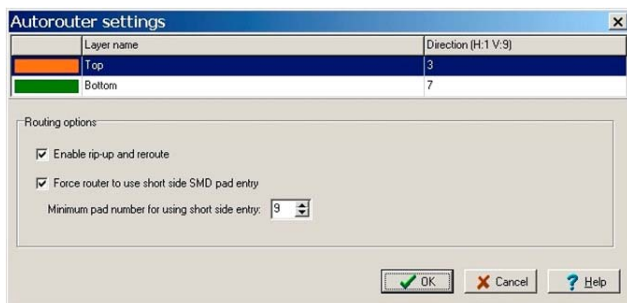 Autorouter settings
Layer name Direction (H:1 V:9)
Top 3
Bottom 7
Routing options
Enable rip-up and reroute
Force router to use short side SMD pad entry
Minimum pad number for using short side entry: 9
OK Cancel Help